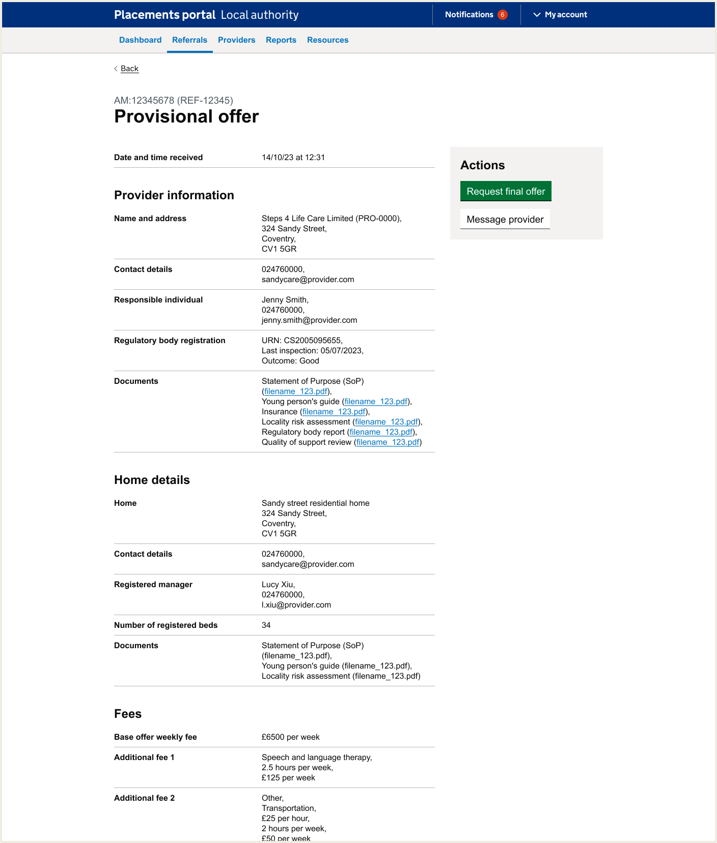 Placements portal Local authority
Notifications 6
My account
Dashboard Referrals Providers Reports Resources
Back
AM:12345678 (REF-12345)
Provisional offer
Date and time received 14/10/23 at 12:31
Actions
Request final offer
Message provider
Provider information
Name and address Steps 4 Life Care Limited (PRO-0000),
324 Sandy Street,
Coventry,
CV1 5GR
Contact details 024760000,
sandycare@provider.com
Responsible individual Jenny Smith,
024760000,
jenny.smith@provider.com
Regulatory body registration URN: CS2005095655,
Last inspection: 05/07/2023,
Outcome: Good
Documents Statement of Purpose (SoP)
(filename_123.pdf),
Young person's guide (filename_123.pdf),
Insurance (filename_123.pdf),
Locality risk assessment (filename_123.pdf),
Regulatory body report (filename_123.pdf),
Quality of support review (filename_123.pdf)
Home details
Home Sandy street residential home
324 Sandy Street,
Coventry,
CV1 5GR
Contact details 024760000,
sandycare@provider.com
Registered manager Lucy Xiu,
024760000,
l.xiu@provider.com
Number of registered beds 34
Documents Statement of Purpose (SoP)
(filename_123.pdf),
Young person's guide (filename_123.pdf),
Locality risk assessment (filename_123.pdf)
Fees
Base offer weekly fee £6500 per week
Additional fee 1 Speech and language therapy,
2.5 hours per week,
£125 per week
Additional fee 2 Other,
Transportation,
£25 per hour,
2 hours per week,
£50 per week